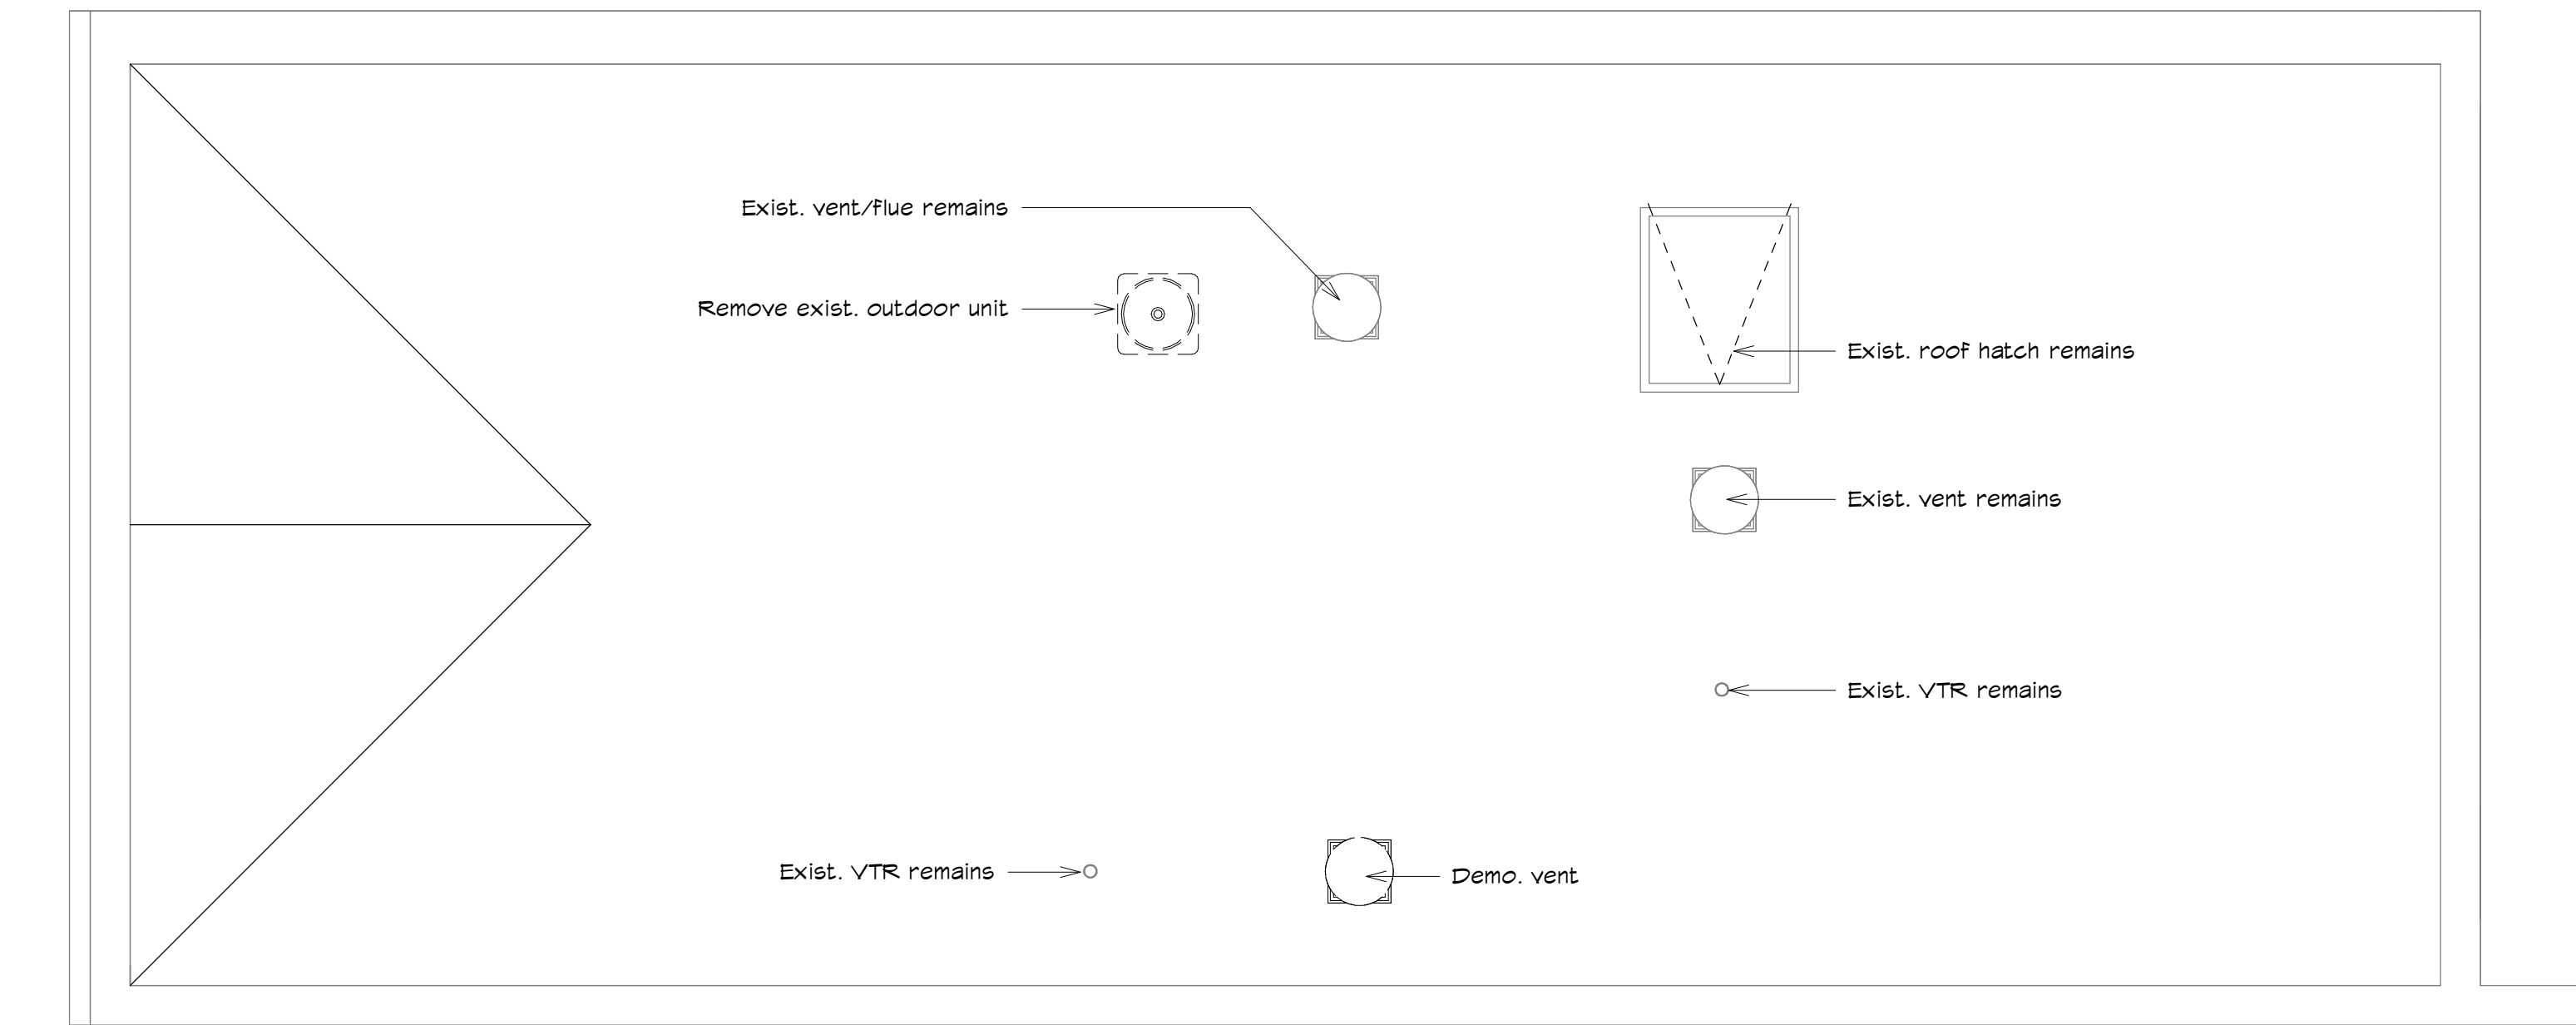 Exist. vent/flue remains
Remove exist. outdoor unit
Exist. roof hatch remains
Exist. vent remains
Exist. VTR remains
Exist. VTR remains
Demo. vent